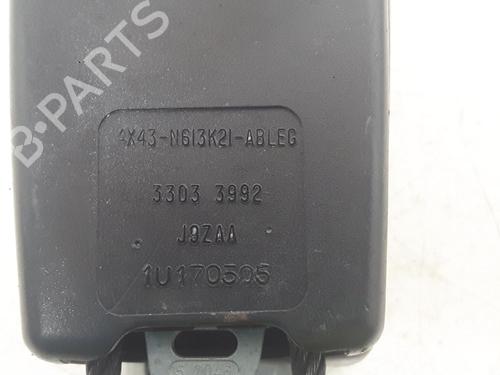 B-PARTS
4X43-N613K21-ABLEG
3303 3992
J9ZAA
1U170505